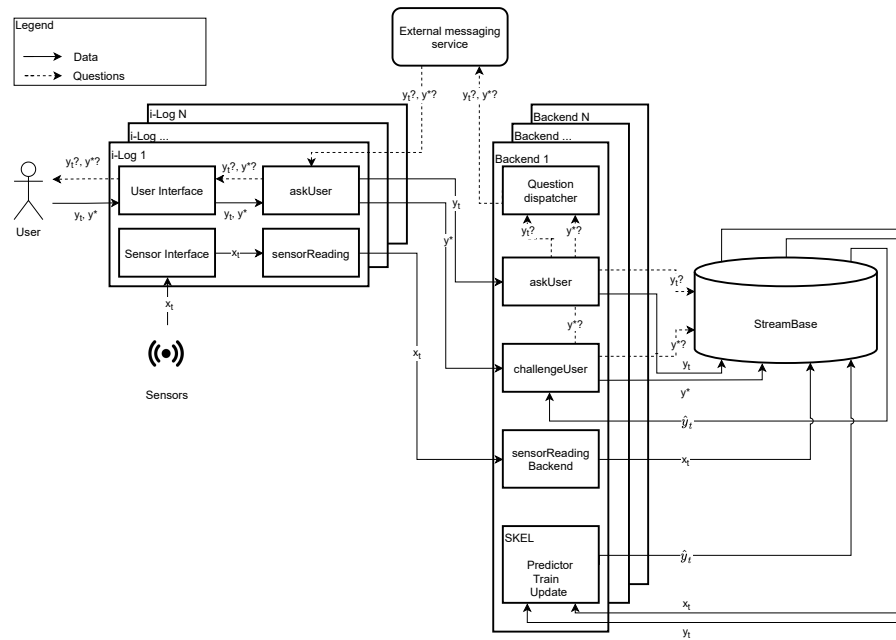 Legend
Data
Questions
External messaging
service
yt?, y*?
yt?, y*?
i-Log N
i-Log ...
i-Log 1
Backend N
Backend ...
Backend 1
yt?, y*?
User Interface
yt?, y*?
askUser
Question
dispatcher
User
yt, y*
yt, y*
yt
y*
yt?
y*?
Sensor Interface
xt
sensorReading
askUser
yt?
xt
y*?
StreamBase
y*?
Sensors
xt
challengeUser
yt
y*
ŷt
sensorReading
Backend
xt
SKEL
Predictor
Train
Update
ŷt
xt
yt